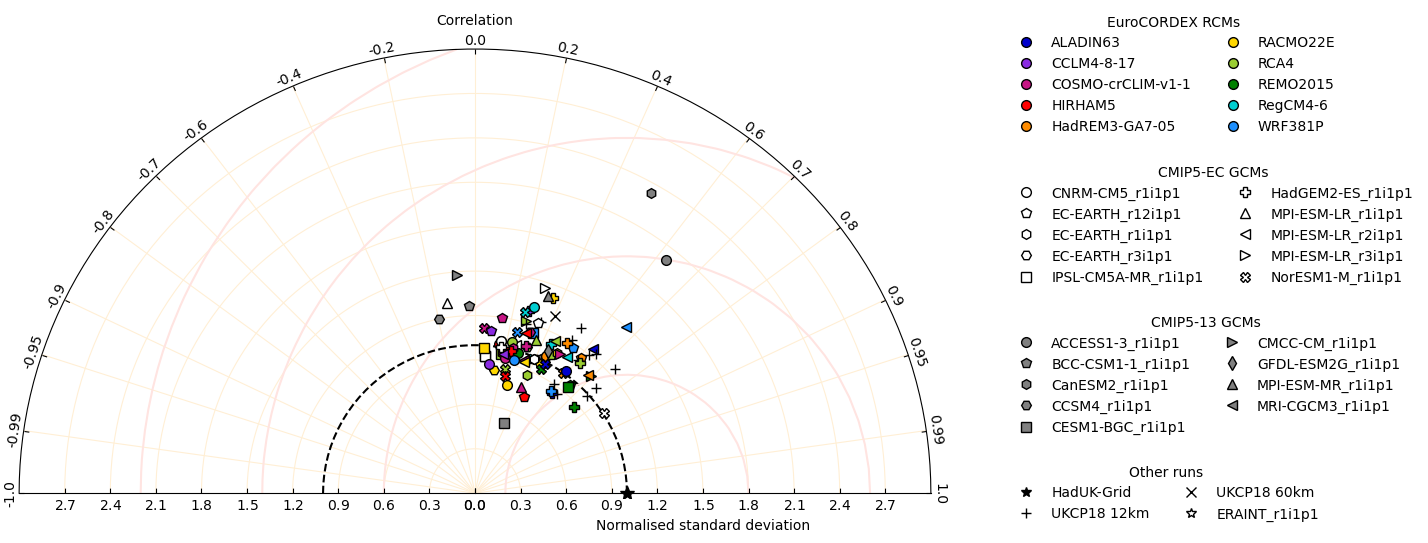 Correlation
-1.0
-0.99
-0.95
-0.9
-0.8
-0.7
-0.6
-0.4
-0.2
0.0
0.2
0.4
0.6
0.7
0.8
0.9
0.95
0.99
1.0
2.7 2.4 2.1 1.8 1.5 1.2 0.9 0.6 0.3 0.0 0.3 0.6 0.9 1.2 1.5 1.8 2.1 2.4 2.7
Normalised standard deviation
EuroCORDEX RCMs
ALADIN63 RACMO22E
CCLM4-8-17 RCA4
COSMO-crCLIM-v1-1 REMO2015
HIRHAM5 RegCM4-6
HadREM3-GA7-05 WRF381P
CMIP5-EC GCMs
CNRM-CM5_r1i1p1 HadGEM2-ES_r1i1p1
EC-EARTH_r12i1p1 MPI-ESM-LR_r1i1p1
EC-EARTH_r1i1p1 MPI-ESM-LR_r2i1p1
EC-EARTH_r3i1p1 MPI-ESM-LR_r3i1p1
IPSL-CM5A-MR_r1i1p1 NorESM1-M_r1i1p1
CMIP5-13 GCMs
ACCESS1-3_r1i1p1 CMCC-CM_r1i1p1
BCC-CSM1-1_r1i1p1 GFDL-ESM2G_r1i1p1
CanESM2_r1i1p1 MPI-ESM-MR_r1i1p1
CCSM4_r1i1p1 MRI-CGCM3_r1i1p1
CESM1-BGC_r1i1p1
Other runs
HadUK-Grid UKCP18 60km
UKCP18 12km ERAINT_r1i1p1